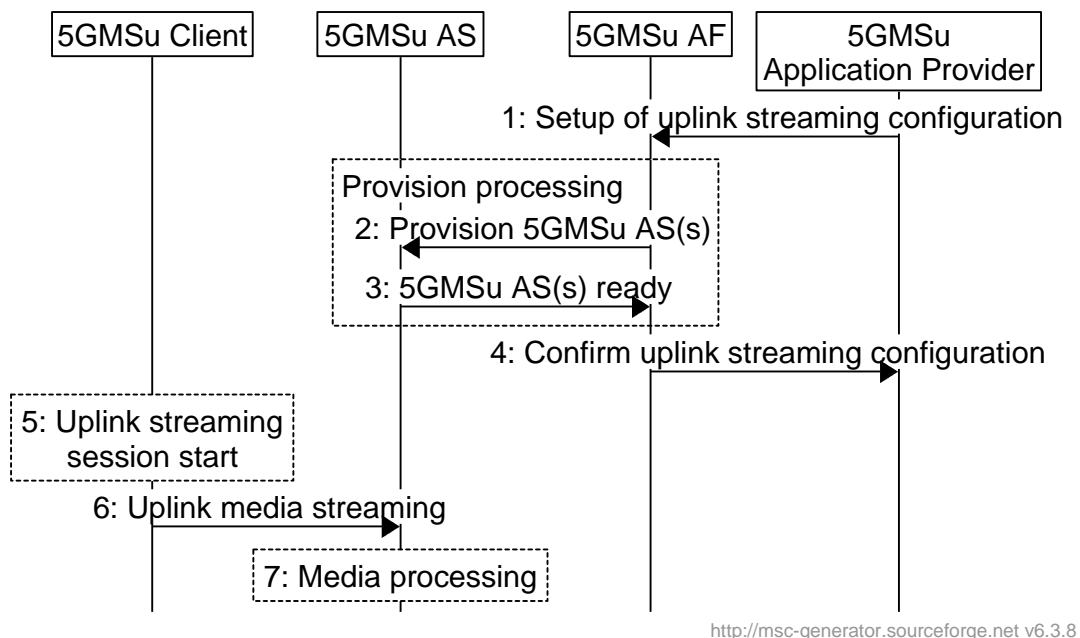 5GMSu Client
5GMSu AS
5GMSu AF
5GMSu
Application Provider
1: Setup of uplink streaming configuration
Provision processing
2: Provision 5GMSu AS(s)
3: 5GMSu AS(s) ready
4: Confirm uplink streaming configuration
5: Uplink streaming
session start
6: Uplink media streaming
7: Media processing
http://msc-generator.sourceforge.net v6.3.8